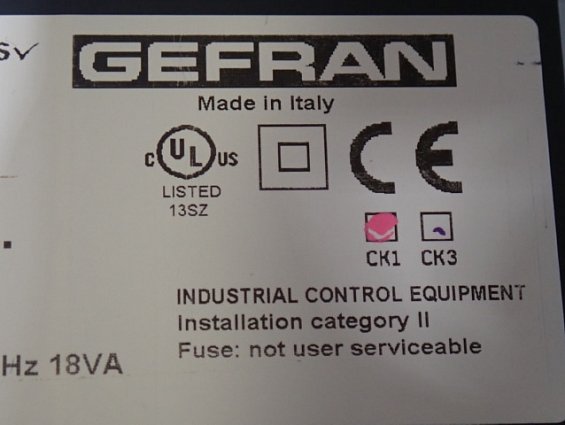 GEFRAN
Made in Italy
C UL US
LISTED
13SZ
CE
CK1 CK3
INDUSTRIAL CONTROL EQUIPMENT
Installation category II
Fuse: not user serviceable
Hz 18VA